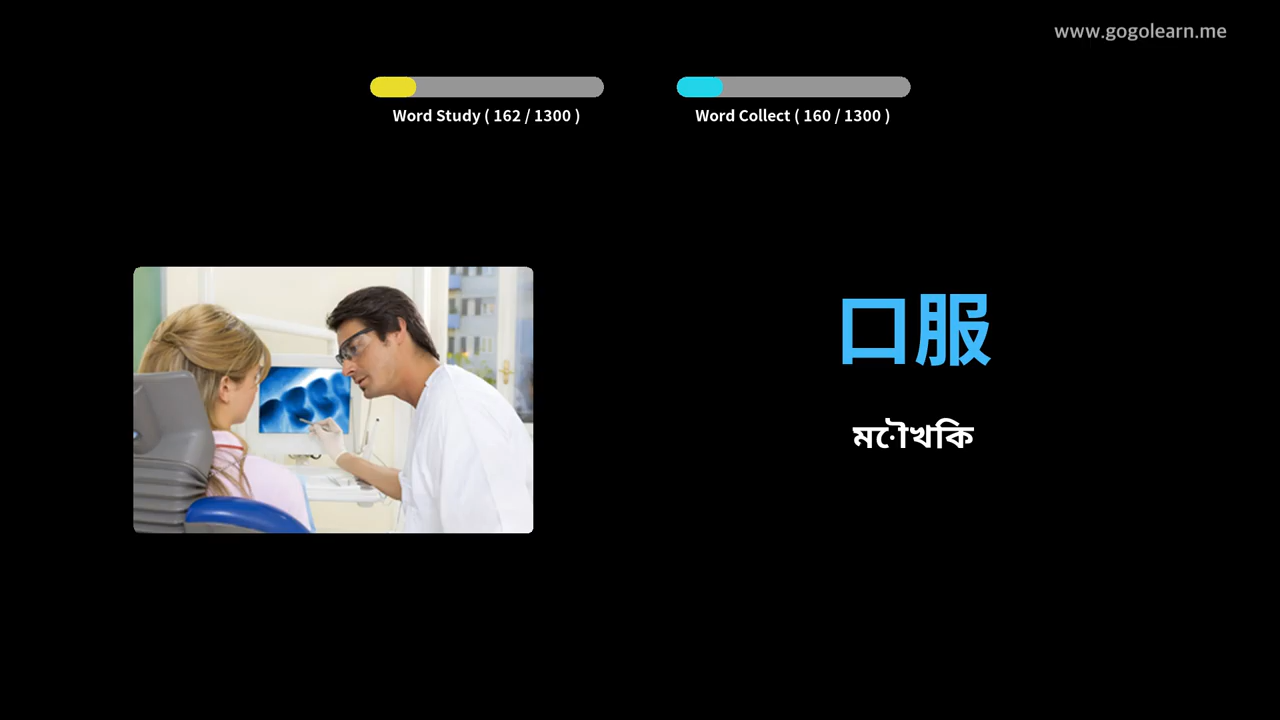 www.gogolearn.me
Word Study ( 162 / 1300 )
Word Collect ( 160 / 1300 )
口服
মৌখিক